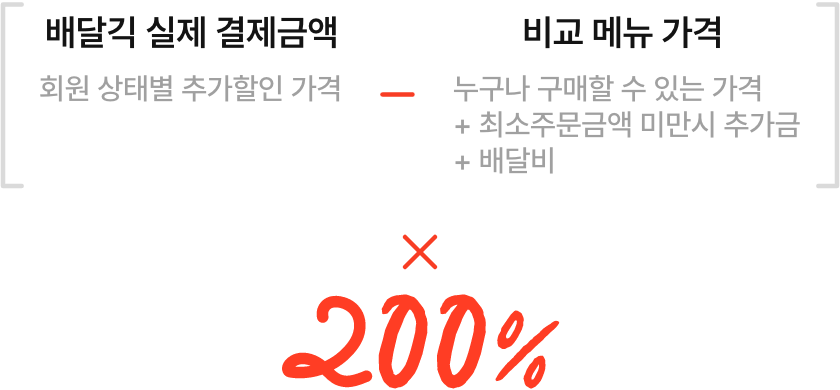 배달긱 실제 결제금액
회원 상태별 추가할인 가격
−
비교 메뉴 가격
누구나 구매할 수 있는 가격
+ 최소주문금액 미만시 추가금
+ 배달비
×
200%